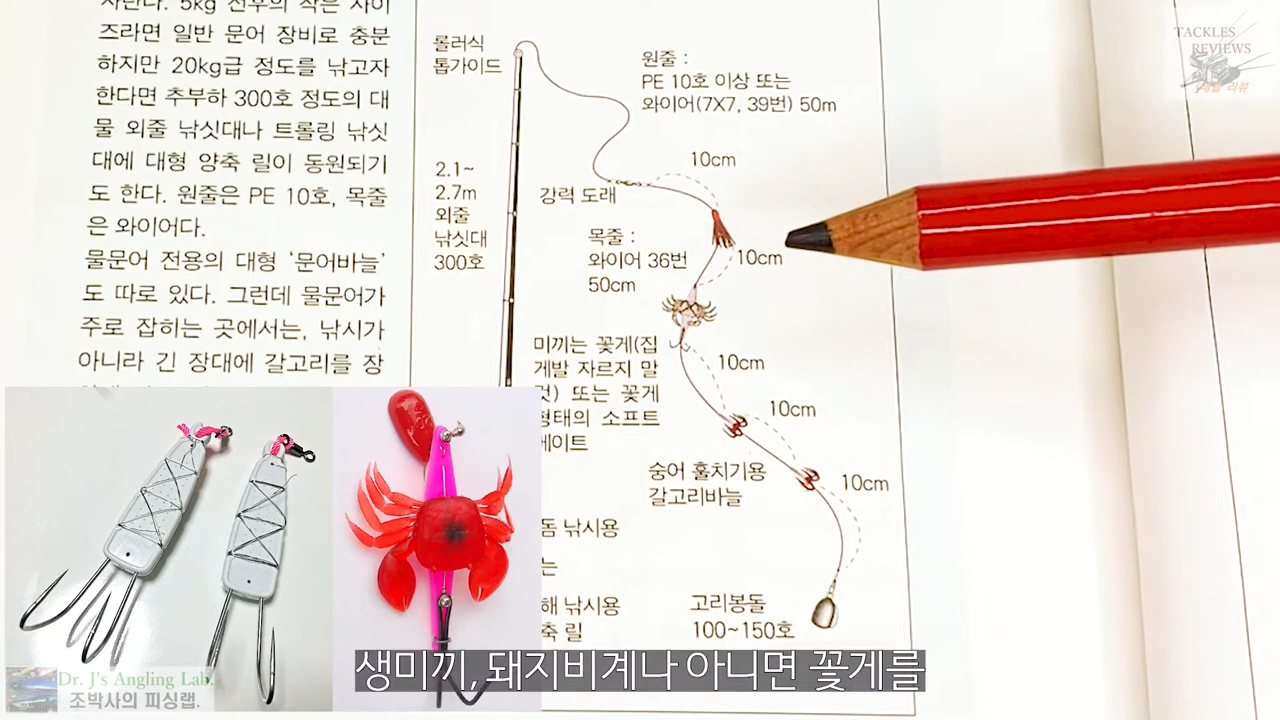 자란다. 5kg 전후의 작은 사이
즈라면 일반 문어 장비로 충분
하지만 20kg급 정도를 낚고자
한다면 추부하 300호 정도의 대
물 외줄 낚싯대나 트롤링 낚싯
대에 대형 양축 릴이 동원되기
도 한다. 원줄은 PE 10호, 목줄
은 와이어다.
물문어 전용의 대형 ‘문어바늘’
도 따로 있다. 그런데 물문어가
주로 잡히는 곳에서는, 낚시가
아니라 긴 장대에 갈고리를 장
롤러식
톱가이드
2.1~
2.7m
외줄
낚싯대
300호
원줄 :
PE 10호 이상 또는
와이어(7X7, 39번) 50m
10cm
강력 도래
목줄 :
와이어 36번
50cm
10cm
미끼는 꽃게(집
게발 자르지 말
것) 또는 꽃게
형태의 소프트
베이트
10cm
10cm
숭어 훌치기용
갈고리바늘
10cm
돔 낚시용
는
해 낚시용
축 릴
고리봉돌
100~150호
TACKLES
REVIEWS
태클 리뷰
Dr. J's Angling Lab.
조박사의 피싱랩.
생미끼, 돼지비계나 아니면 꽃게를